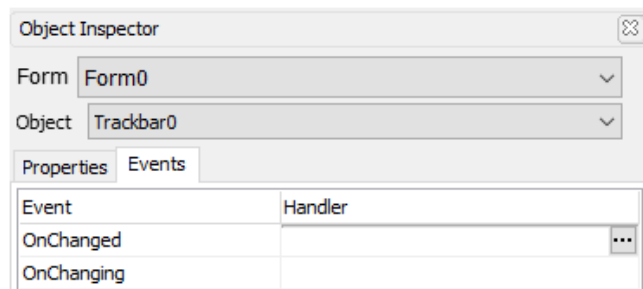 Object Inspector
Form Form0
Object Trackbar0
Properties Events
Event Handler
OnChanged ...
OnChanging